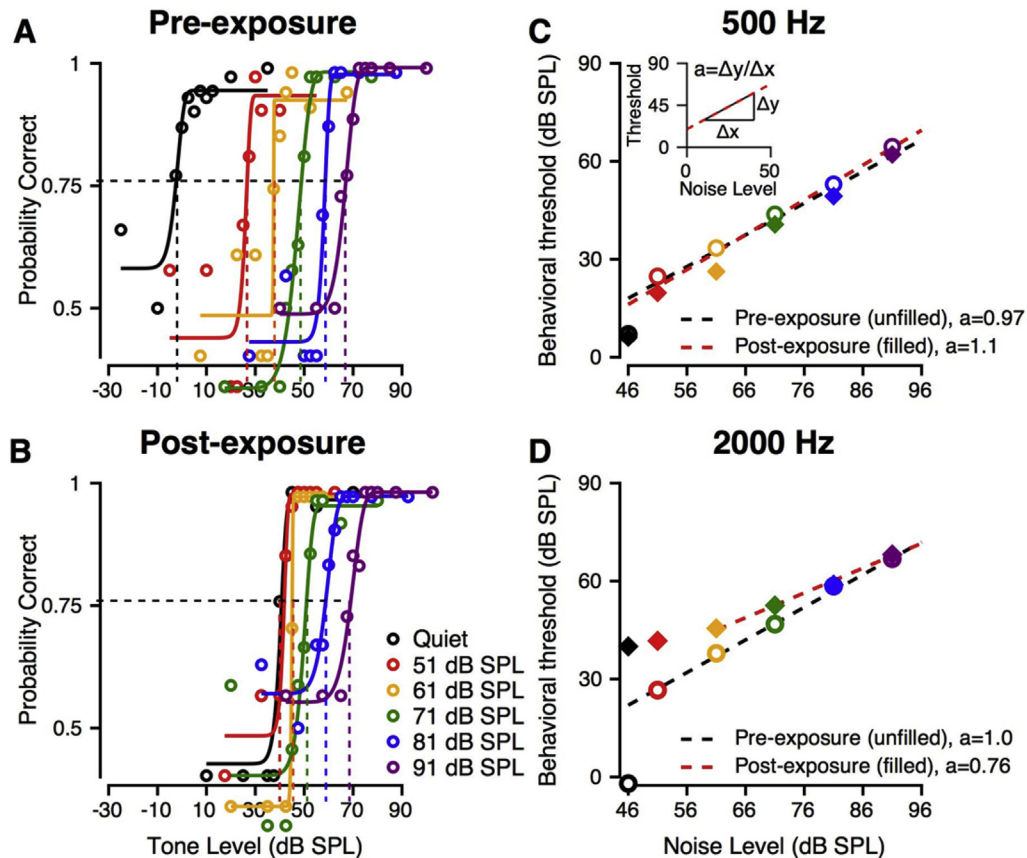 A
Pre-exposure
Probability Correct
1
0.75
0.5
-30 -10 10 30 50 70 90
B
Post-exposure
Probability Correct
1
0.75
0.5
Quiet
51 dB SPL
61 dB SPL
71 dB SPL
81 dB SPL
91 dB SPL
-30 -10 10 30 50 70 90
Tone Level (dB SPL)
C
500 Hz
Behavioral threshold (dB SPL)
90
60
30
0
Threshold
90
45
0
a=Δy/Δx
Δy
Δx
0 50
Noise Level
Pre-exposure (unfilled), a=0.97
Post-exposure (filled), a=1.1
46 56 66 76 86 96
D
2000 Hz
Behavioral threshold (dB SPL)
90
60
30
0
Pre-exposure (unfilled), a=1.0
Post-exposure (filled), a=0.76
46 56 66 76 86 96
Noise Level (dB SPL)